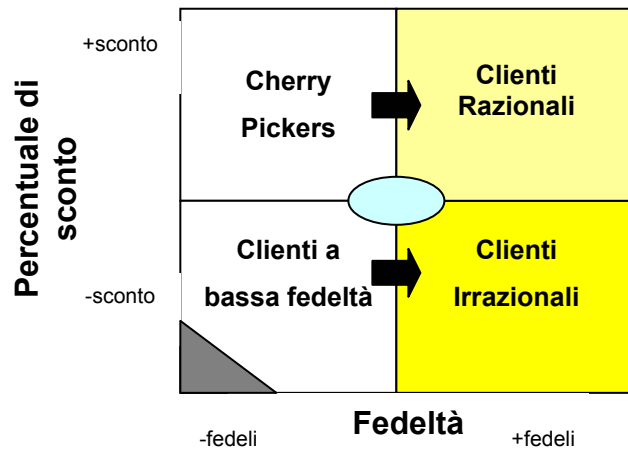 +sconto
Cherry
Pickers
Clienti
Razionali
Percentuale di
sconto
Clienti a
bassa fedeltà
Clienti
Irrazionali
-sconto
Fedeltà
-fedeli
+fedeli